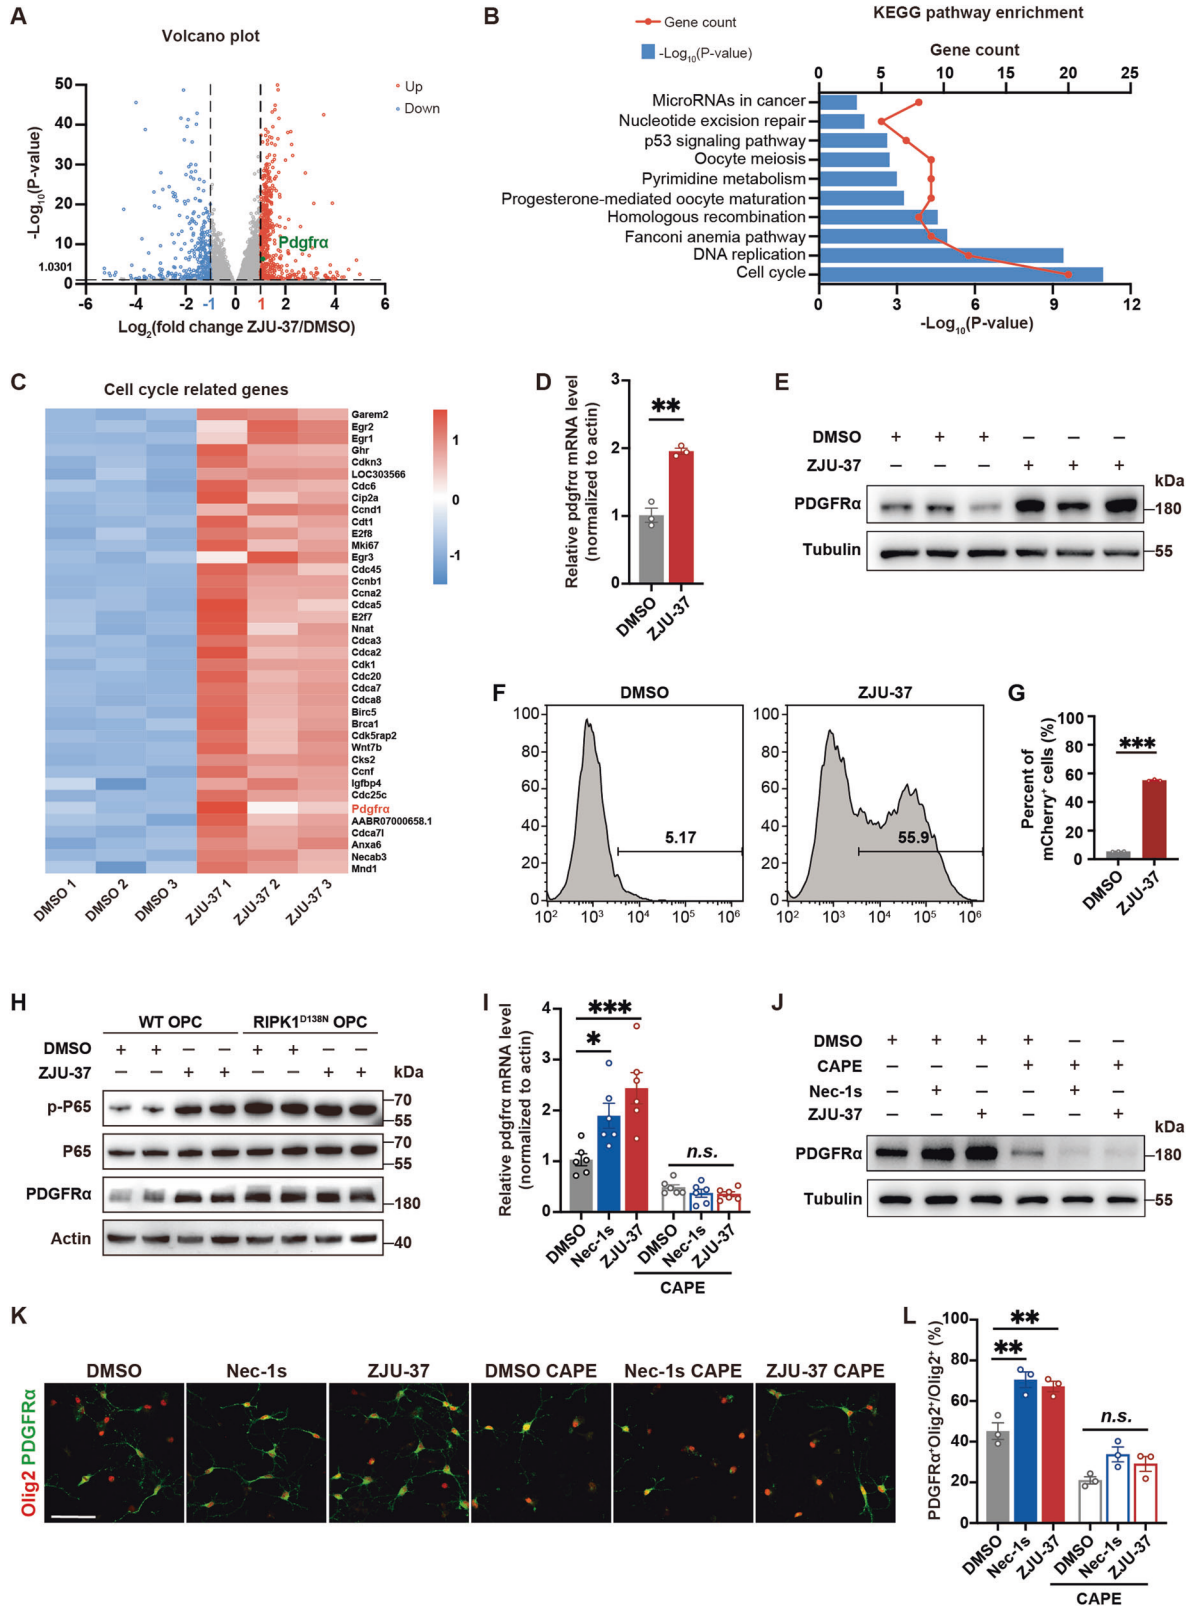 A
Volcano plot
-Log10(P-value)
50
40
30
20
10
1.0301
0
-6 -4 -2 -1 0 1 2 4 6
Log2(fold change ZJU-37/DMSO)
Pdgfrα
Up
Down
B
KEGG pathway enrichment
Gene count
-Log10(P-value)
Gene count
0 5 10 15 20 25
MicroRNAs in cancer
Nucleotide excision repair
p53 signaling pathway
Oocyte meiosis
Pyrimidine metabolism
Progesterone-mediated oocyte maturation
Homologous recombination
Fanconi anemia pathway
DNA replication
Cell cycle
0 3 6 9 12
-Log10(P-value)
C
Cell cycle related genes
Garem2
Egr2
Egr1
Ghr
Cdkn3
LOC303566
Cdc6
Cip2a
Ccnd1
Cdt1
E2f8
Mki67
Egr3
Cdc45
Ccnb1
Ccna2
Cdca5
E2f7
Nnat
Cdca3
Cdca2
Cdk1
Cdc20
Cdca7
Cdca8
Birc5
Brca1
Cdk5rap2
Wnt7b
Cks2
Ccnf
Igfbp4
Cdc25c
Pdgfrα
AABR07000658.1
Cdca7l
Anxa6
Necab3
Mnd1
1
0
-1
DMSO 1 DMSO 2 DMSO 3 ZJU-37 1 ZJU-37 2 ZJU-37 3
D
Relative pdgfrα mRNA level
(normalized to actin)
3
2
1
0
**
DMSO ZJU-37
E
DMSO + + + − − −
ZJU-37 − − − + + +
kDa
PDGFRα 180
Tubulin 55
F
DMSO
100
80
60
40
20
0
5.17
102 103 104 105 106
ZJU-37
100
80
60
40
20
0
55.9
102 103 104 105 106
G
Percent of
mCherry+ cells (%)
100
80
60
40
20
0
***
DMSO ZJU-37
H
WT OPC RIPK1D138N OPC
DMSO + + − − + + − −
ZJU-37 − − + + − − + +
kDa
p-P65 70
55
P65 70
55
PDGFRα 180
Actin 40
I
Relative pdgfrα mRNA level
(normalized to actin)
4
3
2
1
0
***
*
n.s.
DMSO Nec-1s ZJU-37 DMSO Nec-1s ZJU-37
CAPE
J
DMSO + + + + − −
CAPE − − − + + +
Nec-1s − + − − + −
ZJU-37 − − + − − +
kDa
PDGFRα 180
Tubulin 55
K
DMSO Nec-1s ZJU-37 DMSO CAPE Nec-1s CAPE ZJU-37 CAPE
Olig2 PDGFRα
L
PDGFRα+Olig2+/Olig2+ (%)
100
80
60
40
20
0
**
**
n.s.
DMSO Nec-1s ZJU-37 DMSO Nec-1s ZJU-37
CAPE